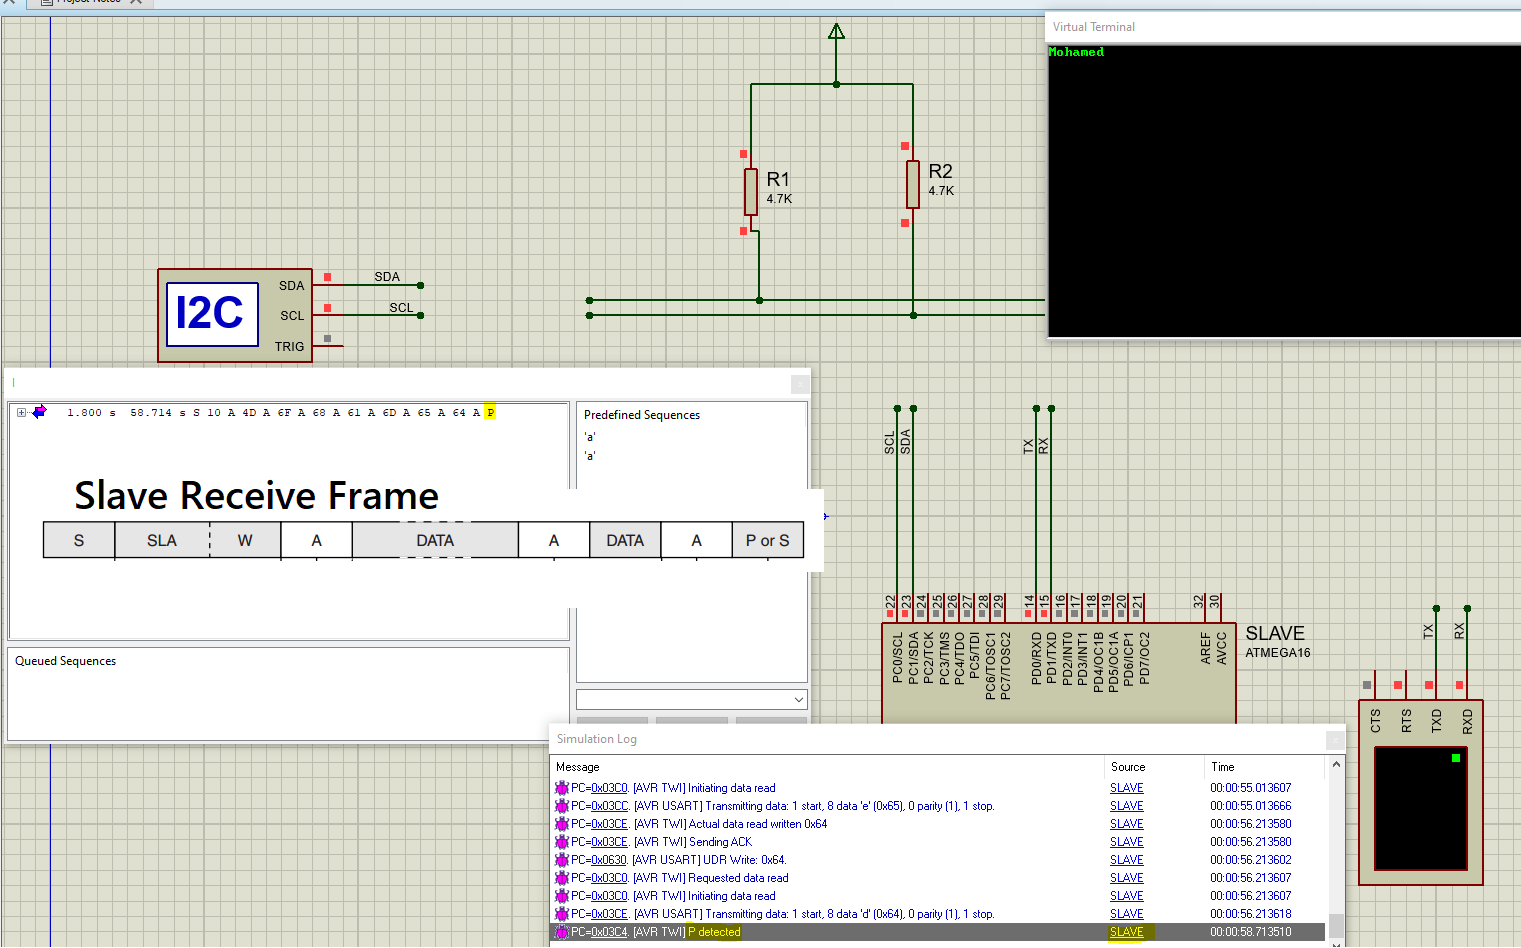 Project Notes
Virtual Terminal
Mohamed
R1
4.7K
R2
4.7K
I2C
SDA
SCL
TRIG
SDA
SCL
1.800 s 58.714 s S 10 A 4D A 6F A 68 A 61 A 6D A 65 A 64 A P
Predefined Sequences
'a'
'a'
Slave Receive Frame
S SLA W A DATA A DATA A P or S
Queued Sequences
SCL
SDA
TX
RX
22 23 24 25 26 27 28 29 14 15 16 17 18 19 20 21 32 30
PC0/SCL
PC1/SDA
PC2/TCK
PC3/TMS
PC4/TDO
PC5/TDI
PC6/TOSC1
PC7/TOSC2
PD0/RXD
PD1/TXD
PD2/INT0
PD3/INT1
PD4/OC1B
PD5/OC1A
PD6/ICP1
PD7/OC2
AREF
AVCC
SLAVE
ATMEGA16
TX
RX
CTS
RTS
TXD
RXD
Simulation Log
Message Source Time
PC=0x03C0. [AVR TWI] Initiating data read SLAVE 00:00:55.013607
PC=0x03CC. [AVR USART] Transmitting data: 1 start, 8 data 'e' (0x65), 0 parity (1), 1 stop. SLAVE 00:00:55.013666
PC=0x03CE. [AVR TWI] Actual data read written 0x64 SLAVE 00:00:56.213580
PC=0x03CE. [AVR TWI] Sending ACK SLAVE 00:00:56.213580
PC=0x0630. [AVR USART] UDR Write: 0x64. SLAVE 00:00:56.213602
PC=0x03C0. [AVR TWI] Requested data read SLAVE 00:00:56.213607
PC=0x03C0. [AVR TWI] Initiating data read SLAVE 00:00:56.213607
PC=0x03CE. [AVR USART] Transmitting data: 1 start, 8 data 'd' (0x64), 0 parity (1), 1 stop. SLAVE 00:00:56.213618
PC=0x03C4. [AVR TWI] P detected SLAVE 00:00:58.713510